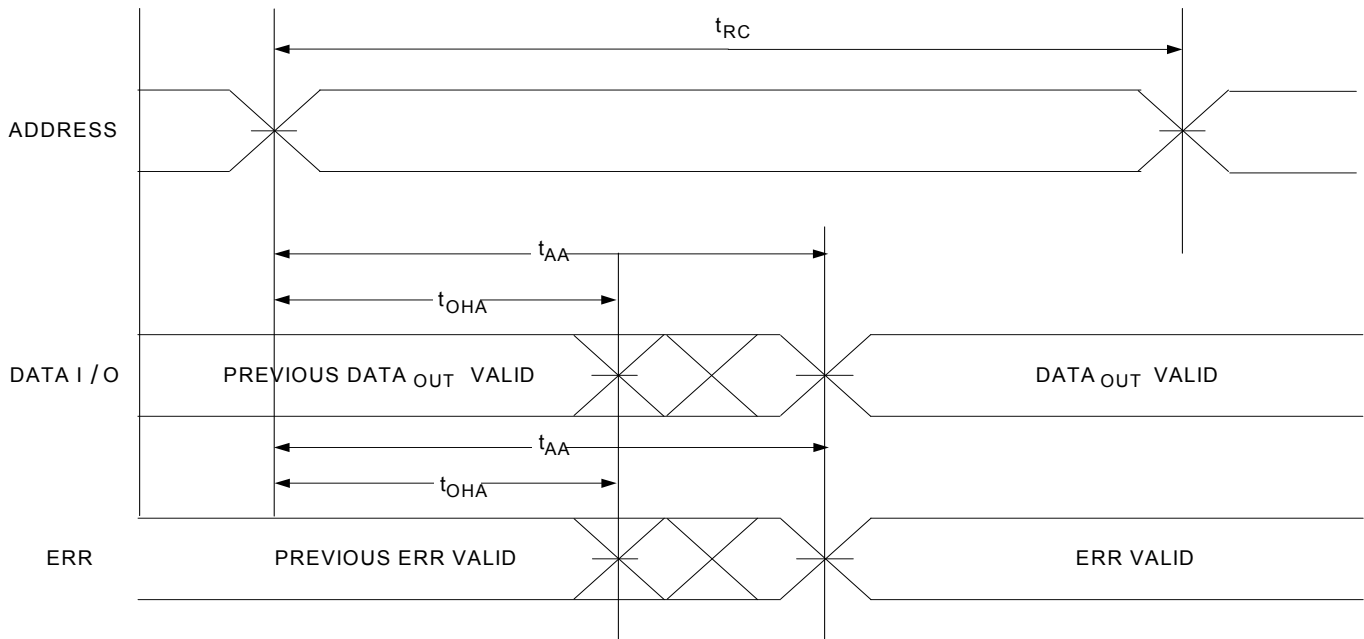 tRC
ADDRESS
tAA
tOHA
DATA I / O
PREVIOUS DATA OUT VALID
DATA OUT VALID
tAA
tOHA
ERR
PREVIOUS ERR VALID
ERR VALID